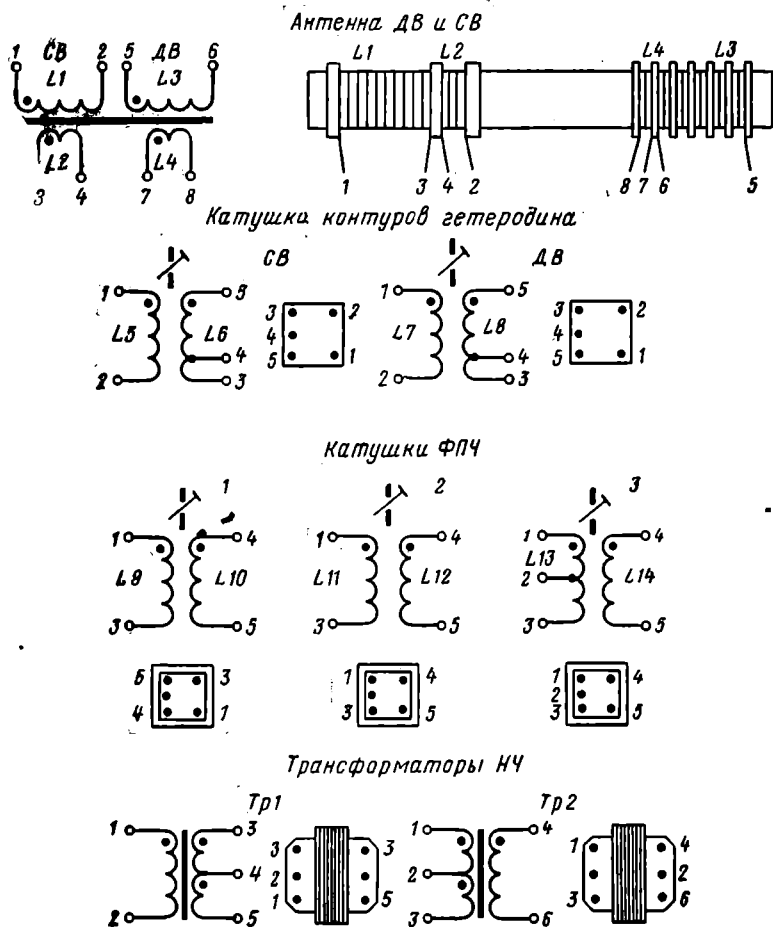 Антенна ДВ и СВ
1 СВ 2 5 ДВ 6
L1 L3
L2 L4
3 4 7 8
L1 L2 L4 L3
1 3 4 2 8 7 6 5
Катушка контуров гетеродина
СВ ДВ
1 5 3 2 1 5 3 2
L5 L6 4 L7 L8 4
4 5 1 4 5 1
2 3 2 3
Катушки ФПЧ
1 2 3
1 4 1 4 1 4
L9 L10 L11 L12 L13 2 L14
3 5 3 5 3 5
5 3 1 4 1 4
2
4 1 3 5 3 5
Трансформаторы НЧ
Тр1 Тр2
1 3 3 3 1 4 1 4
4 2 2 2
2 5 1 5 3 6 3 6